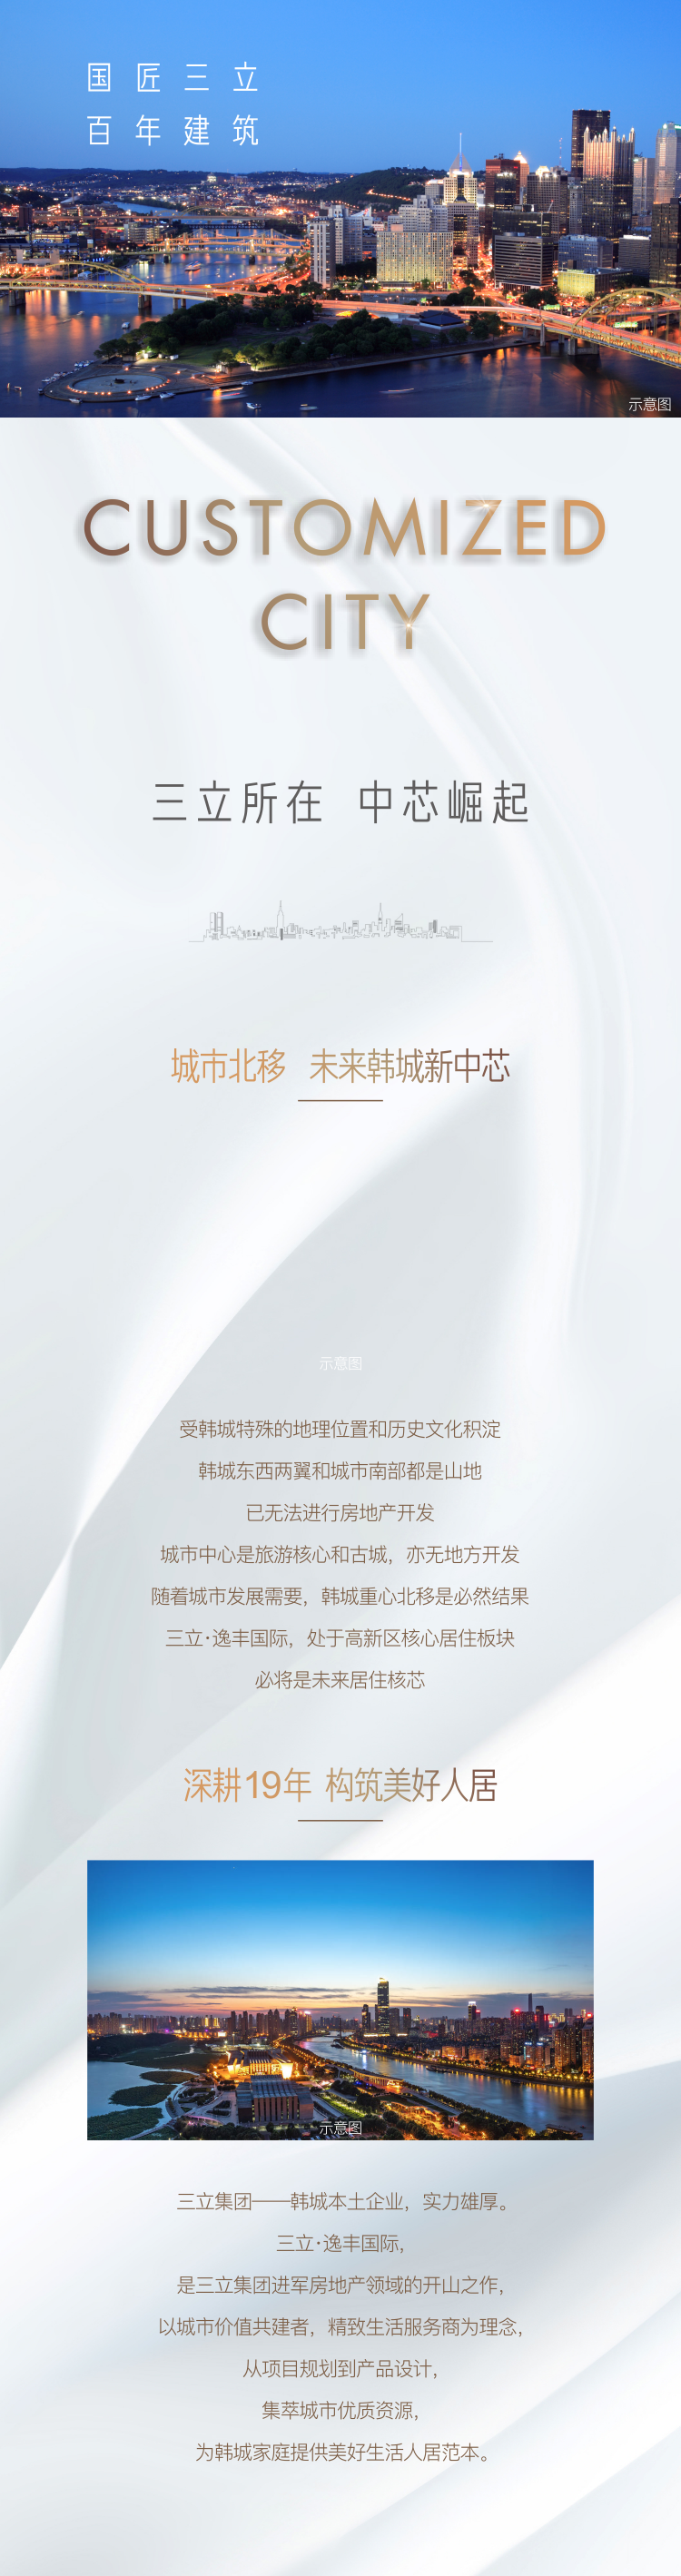 国匠三立
百年建筑
示意图
CUSTOMIZED
CITY
三立所在 中芯崛起
城市北移 未来韩城新中芯
示意图
受韩城特殊的地理位置和历史文化积淀
韩城东西两翼和城市南部都是山地
已无法进行房地产开发
城市中心是旅游核心和古城，亦无地方开发
随着城市发展需要，韩城重心北移是必然结果
三立·逸丰国际，处于高新区核心居住板块
必将是未来居住核芯
深耕19年 构筑美好人居
示意图
三立集团——韩城本土企业，实力雄厚。
三立·逸丰国际，
是三立集团进军房地产领域的开山之作，
以城市价值共建者，精致生活服务商为理念，
从项目规划到产品设计，
集萃城市优质资源，
为韩城家庭提供美好生活人居范本。